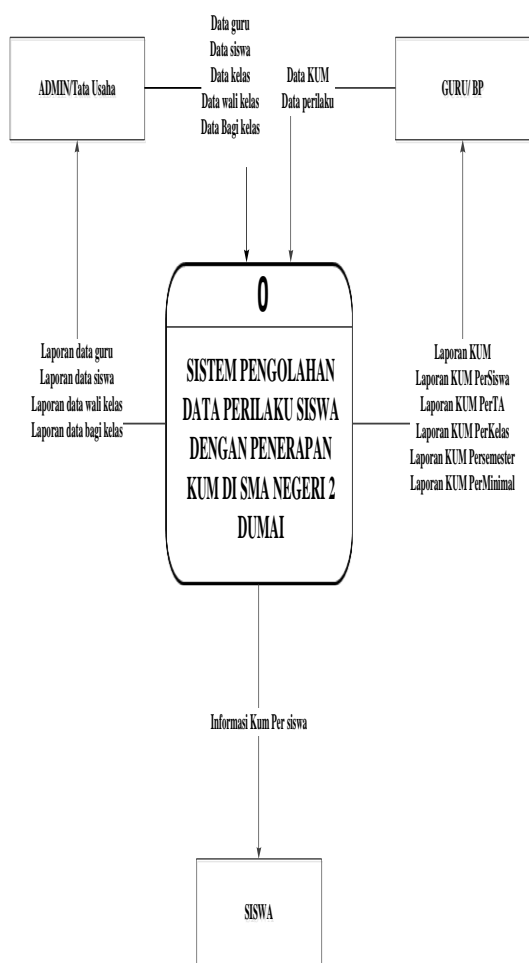 ADMIN/Tata Usaha
Data guru
Data siswa
Data kelas
Data wali kelas
Data Bagi kelas
Data KUM
Data perilaku
GURU/ BP
0
SISTEM PENGOLAHAN
DATA PERILAKU SISWA
DENGAN PENERAPAN
KUM DI SMA NEGERI 2
DUMAI
Laporan data guru
Laporan data siswa
Laporan data wali kelas
Laporan data bagi kelas
Laporan KUM
Laporan KUM PerSiswa
Laporan KUM PerTA
Laporan KUM PerKelas
Laporan KUM Persemester
Laporan KUM PerMinimal
Informasi Kum Per siswa
SISWA